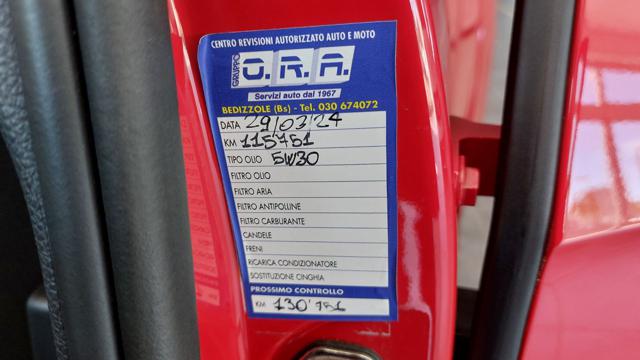 CENTRO REVISIONI AUTORIZZATO AUTO E MOTO
GRUPPO O.R.A.
Servizi auto dal 1967
BEDIZZOLE (Bs) - Tel. 030 674072
DATA 29/03/24
KM 115751
TIPO OLIO 5W30
FILTRO OLIO
FILTRO ARIA
FILTRO ANTIPOLLINE
FILTRO CARBURANTE
CANDELE
FRENI
RICARICA CONDIZIONATORE
SOSTITUZIONE CINGHIA
PROSSIMO CONTROLLO
KM 130'751